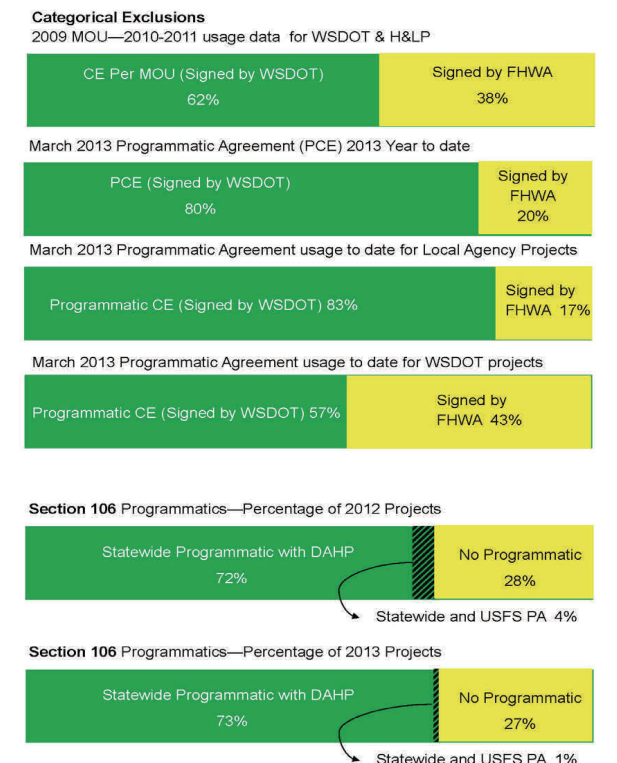 Categorical Exclusions
2009 MOU—2010-2011 usage data for WSDOT & H&LP
CE Per MOU (Signed by WSDOT)
62%
Signed by FHWA
38%
March 2013 Programmatic Agreement (PCE) 2013 Year to date
PCE (Signed by WSDOT)
80%
Signed by
FHWA
20%
March 2013 Programmatic Agreement usage to date for Local Agency Projects
Programmatic CE (Signed by WSDOT) 83%
Signed by
FHWA 17%
March 2013 Programmatic Agreement usage to date for WSDOT projects
Programmatic CE (Signed by WSDOT) 57%
Signed by
FHWA 43%
Section 106 Programmatics—Percentage of 2012 Projects
Statewide Programmatic with DAHP
72%
No Programmatic
28%
Statewide and USFS PA 4%
Section 106 Programmatics—Percentage of 2013 Projects
Statewide Programmatic with DAHP
73%
No Programmatic
27%
Statewide and USFS PA 1%